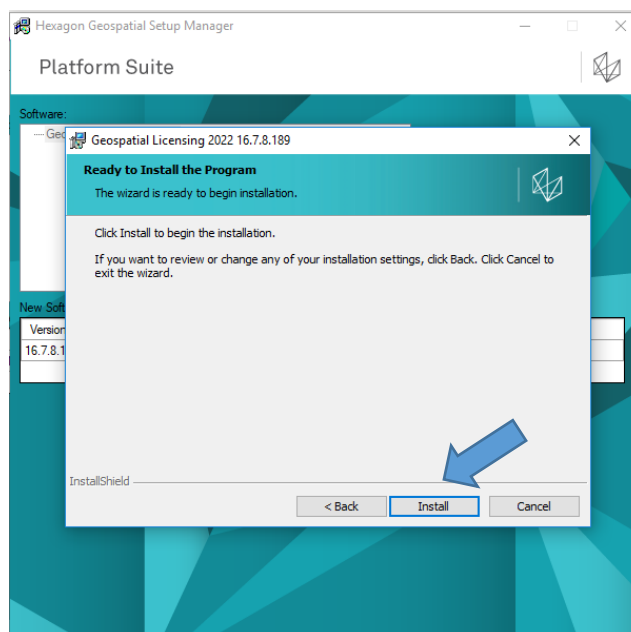 Hexagon Geospatial Setup Manager
Platform Suite
Software:
Geospatial Licensing 2022 16.7.8.189
Ready to Install the Program
The wizard is ready to begin installation.
Click Install to begin the installation.
If you want to review or change any of your installation settings, click Back. Click Cancel to
exit the wizard.
New
Version
16.7.8.1
InstallShield
< Back Install Cancel